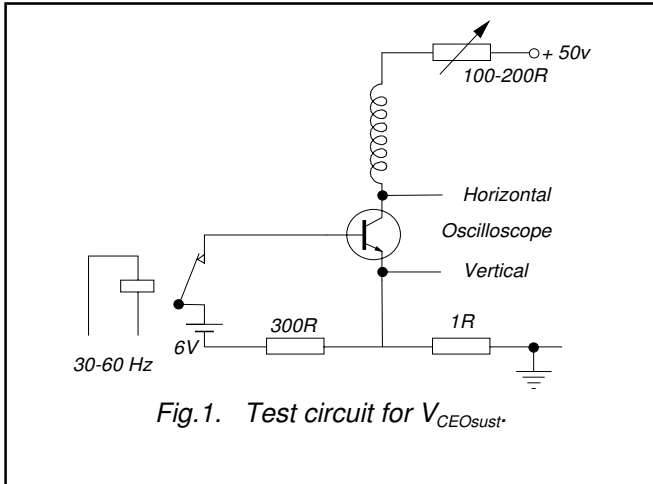 + 50v
100-200R
Horizontal
Oscilloscope
Vertical
300R
1R
6V
30-60 Hz
Fig.1. Test circuit for VCEOsust.